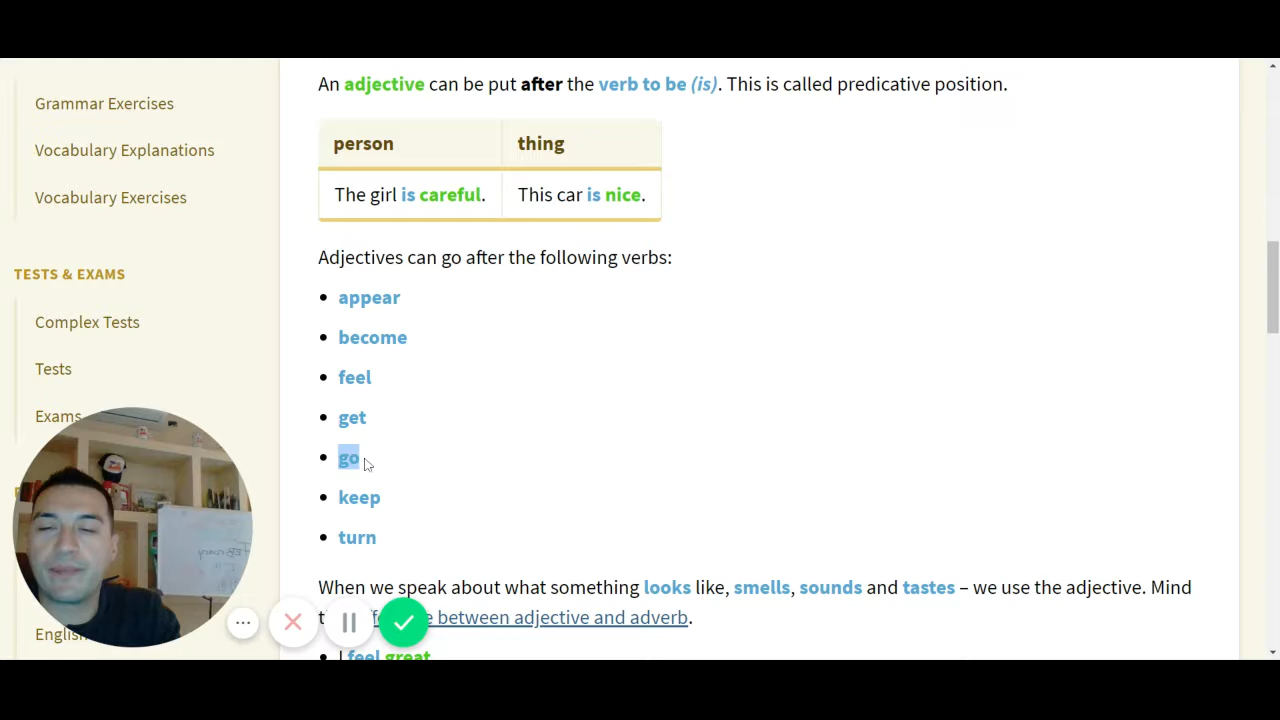 Grammar Exercises
Vocabulary Explanations
Vocabulary Exercises
TESTS & EXAMS
Complex Tests
Tests
Exams
English
An adjective can be put after the verb to be (is). This is called predicative position.
person thing
The girl is careful. This car is nice.
Adjectives can go after the following verbs:
• appear
• become
• feel
• get
• go
• keep
• turn
When we speak about what something looks like, smells, sounds and tastes – we use the adjective. Mind
between adjective and adverb.
• I feel great